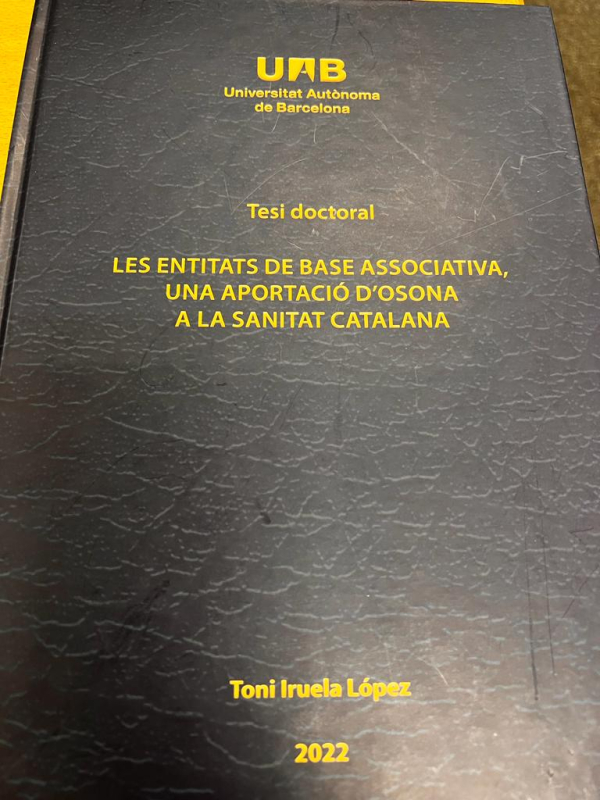 UAB
Universitat Autònoma
de Barcelona
Tesi doctoral
LES ENTITATS DE BASE ASSOCIATIVA,
UNA APORTACIÓ D'OSONA
A LA SANITAT CATALANA
Toni Iruela López
2022